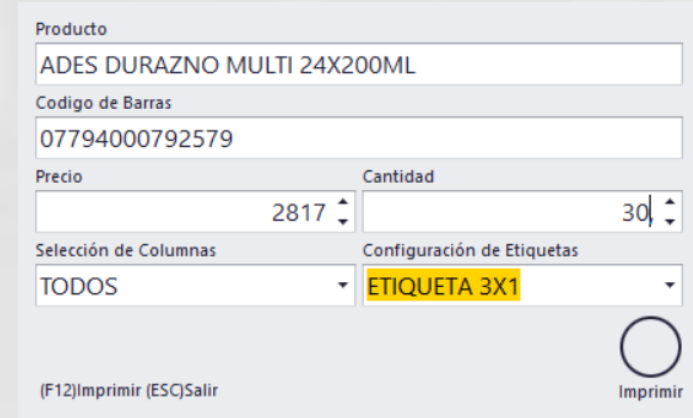 Producto
ADES DURAZNO MULTI 24X200ML
Codigo de Barras
07794000792579
Precio Cantidad
2817 30,
Selección de Columnas Configuración de Etiquetas
TODOS ETIQUETA 3X1
(F12)Imprimir (ESC)Salir Imprimir